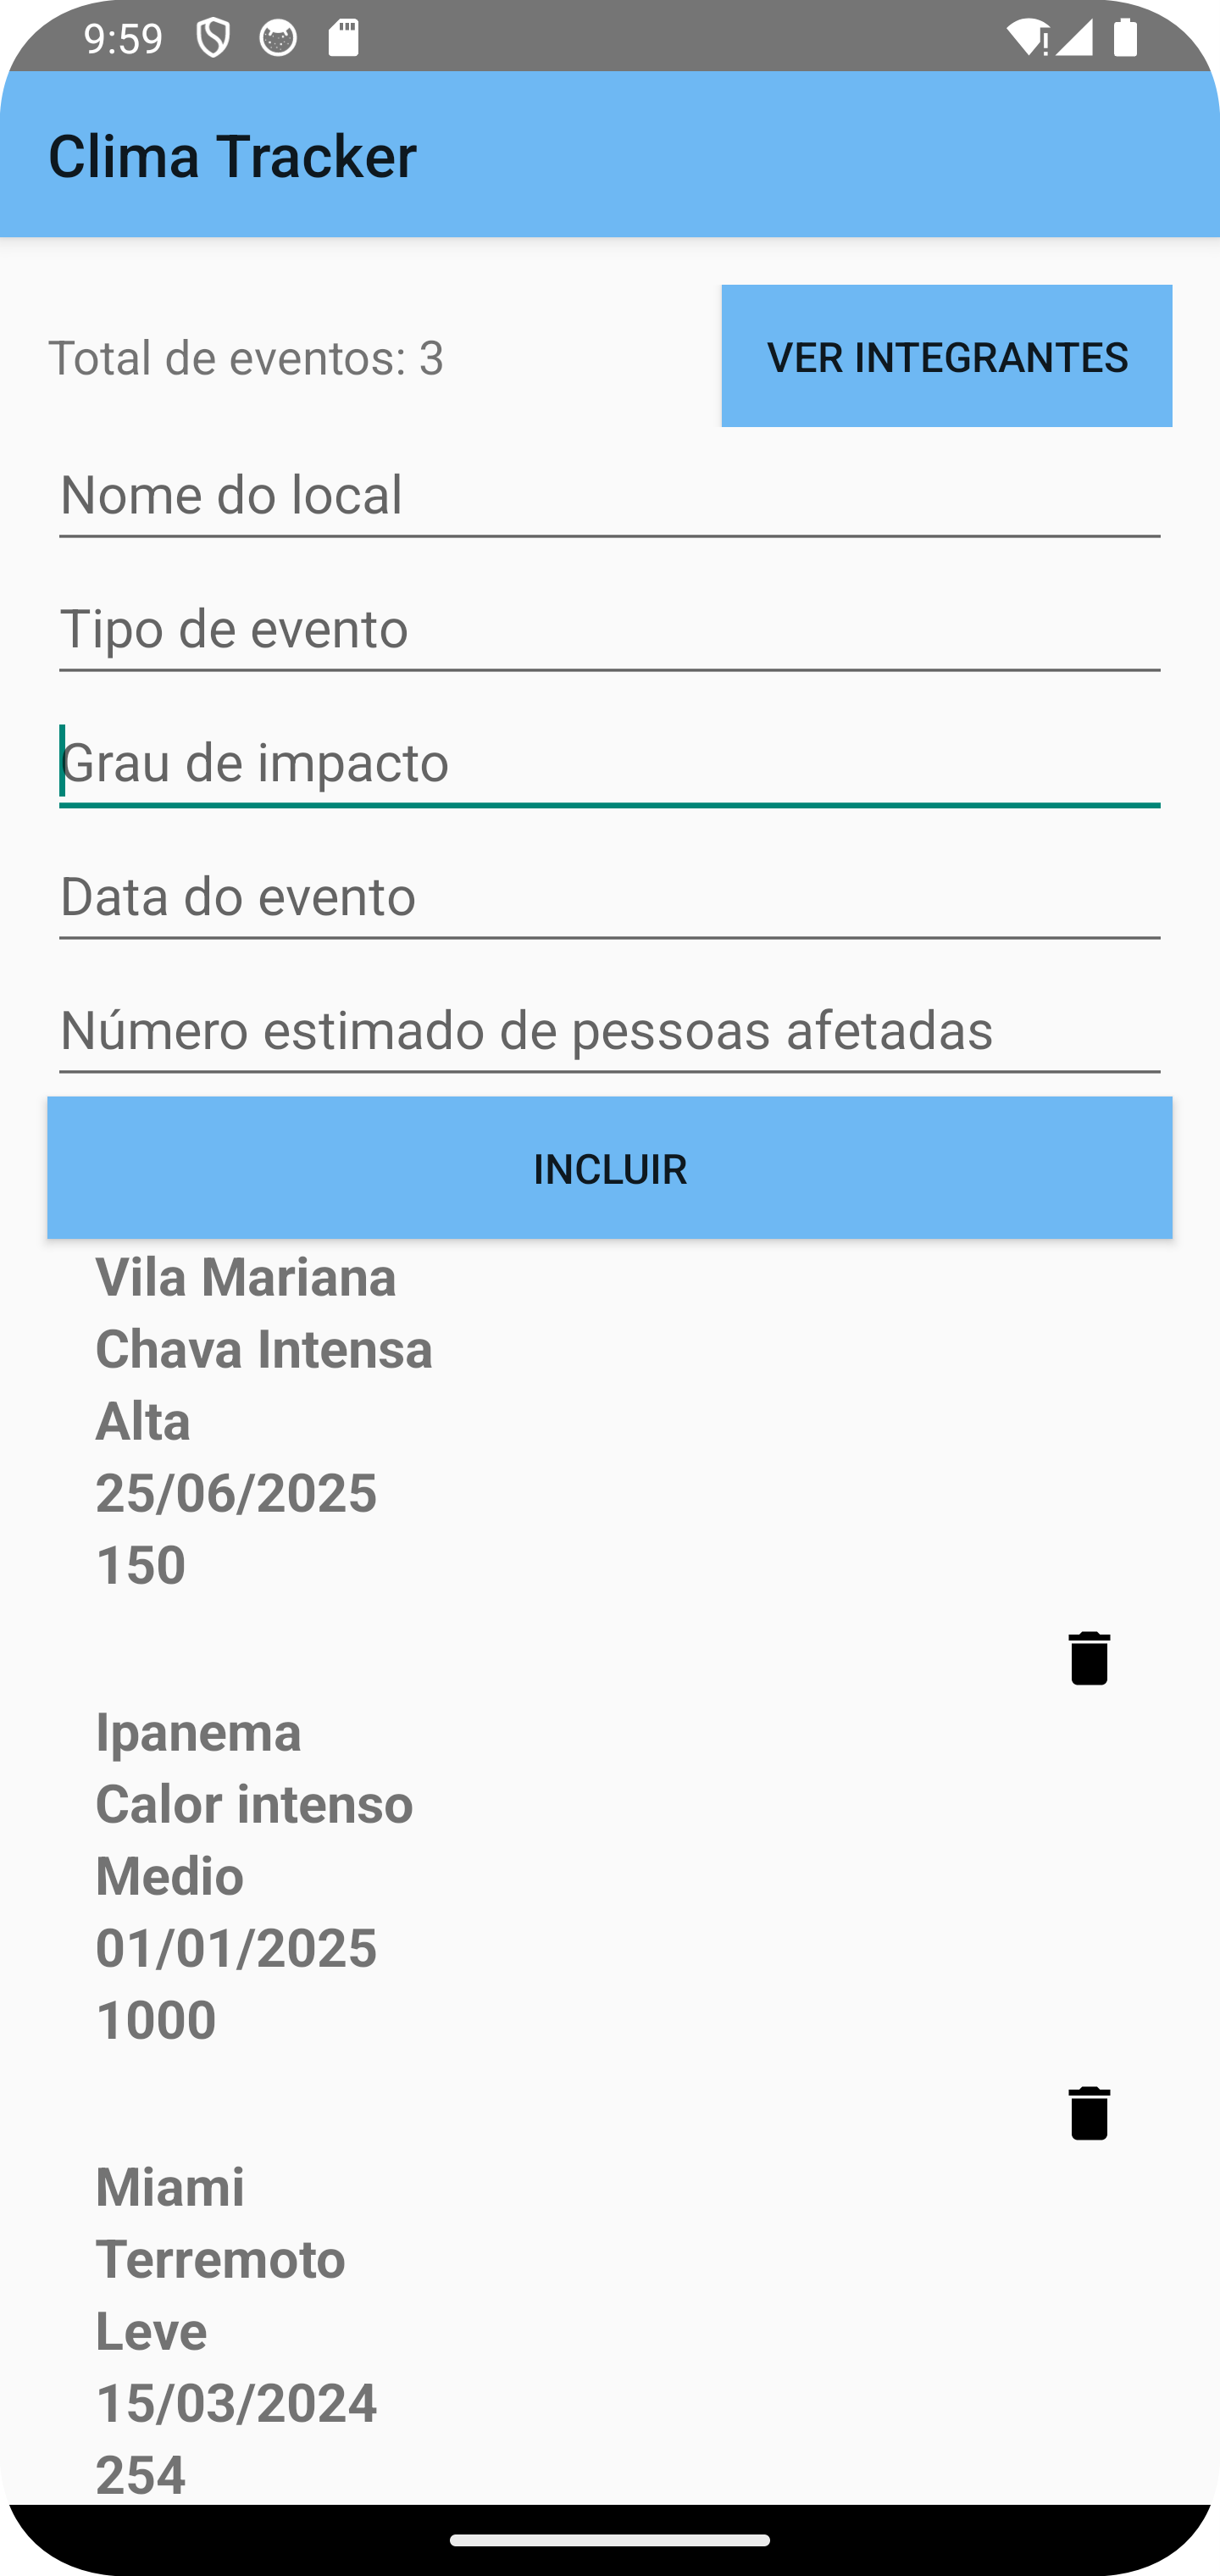 9:59
Clima Tracker
Total de eventos: 3
VER INTEGRANTES
Nome do local
Tipo de evento
Grau de impacto
Data do evento
Número estimado de pessoas afetadas
INCLUIR
Vila Mariana
Chava Intensa
Alta
25/06/2025
150
Ipanema
Calor intenso
Medio
01/01/2025
1000
Miami
Terremoto
Leve
15/03/2024
254